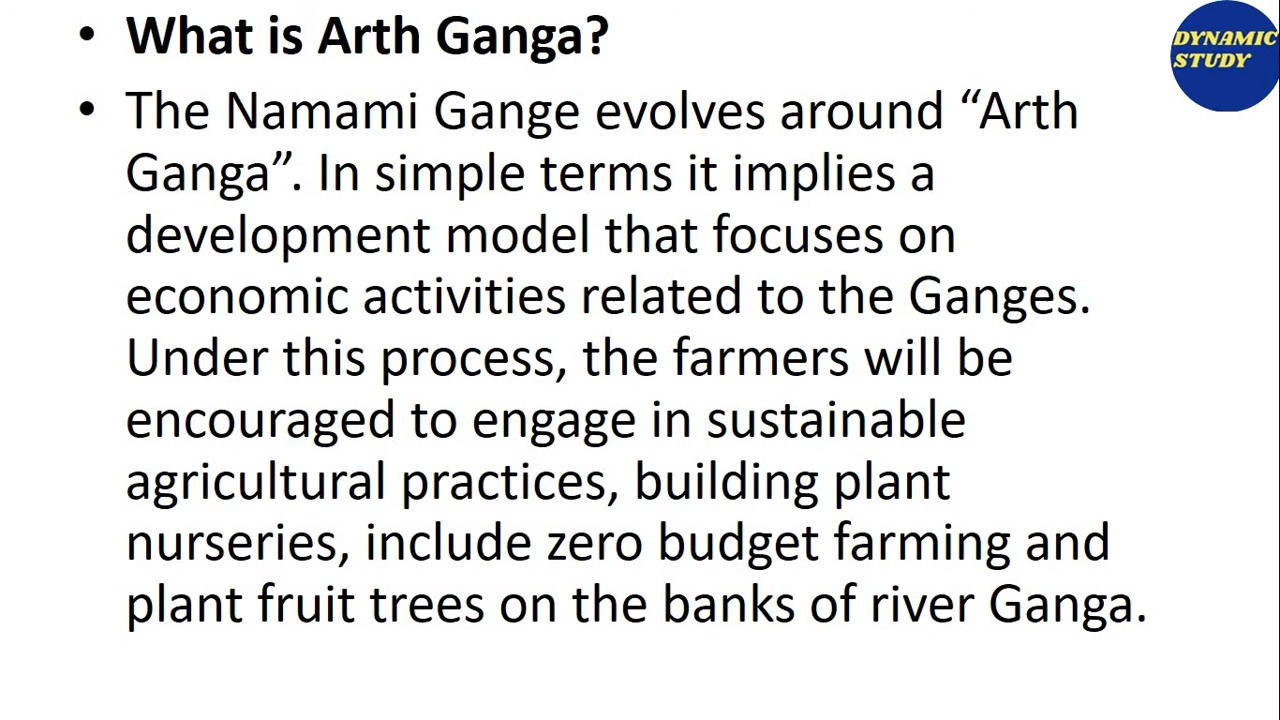 • What is Arth Ganga?
DYNAMIC
STUDY
• The Namami Gange evolves around “Arth
Ganga”. In simple terms it implies a
development model that focuses on
economic activities related to the Ganges.
Under this process, the farmers will be
encouraged to engage in sustainable
agricultural practices, building plant
nurseries, include zero budget farming and
plant fruit trees on the banks of river Ganga.